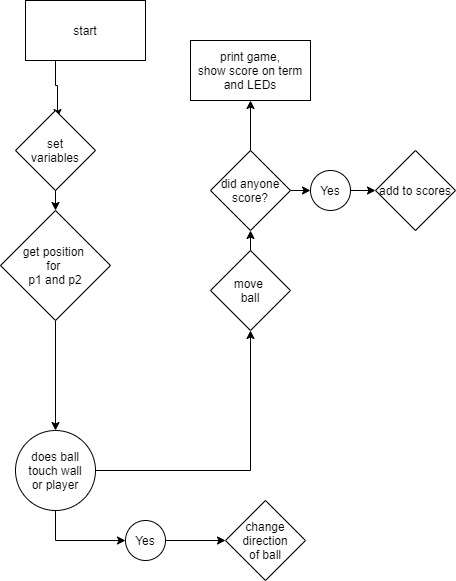 start
set
variables
get position
for
p1 and p2
does ball
touch wall
or player
Yes
change
direction
of ball
move
ball
did anyone
score?
Yes
add to scores
print game,
show score on term
and LEDs